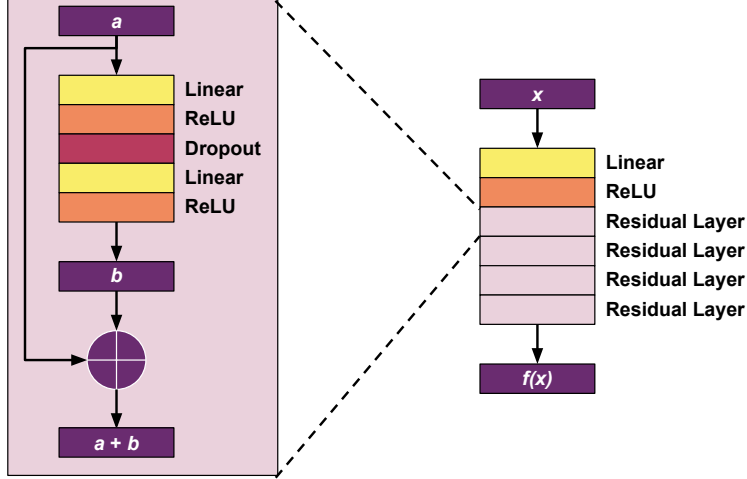 a
Linear
ReLU
Dropout
Linear
ReLU
b
a + b
x
Linear
ReLU
Residual Layer
Residual Layer
Residual Layer
Residual Layer
f(x)